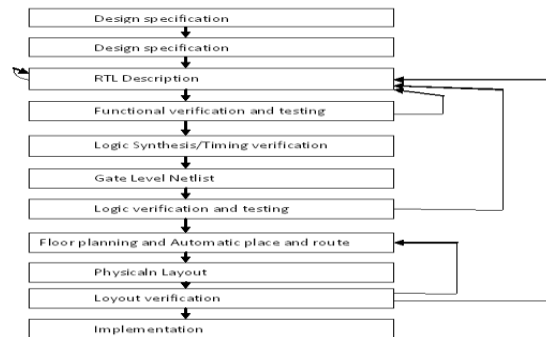 Design specification
Design specification
RTL Description
Functional verification and testing
Logic Synthesis/Timing verification
Gate Level Netlist
Logic verification and testing
Floor planning and Automatic place and route
Physicaln Layout
Loyout verification
Implementation